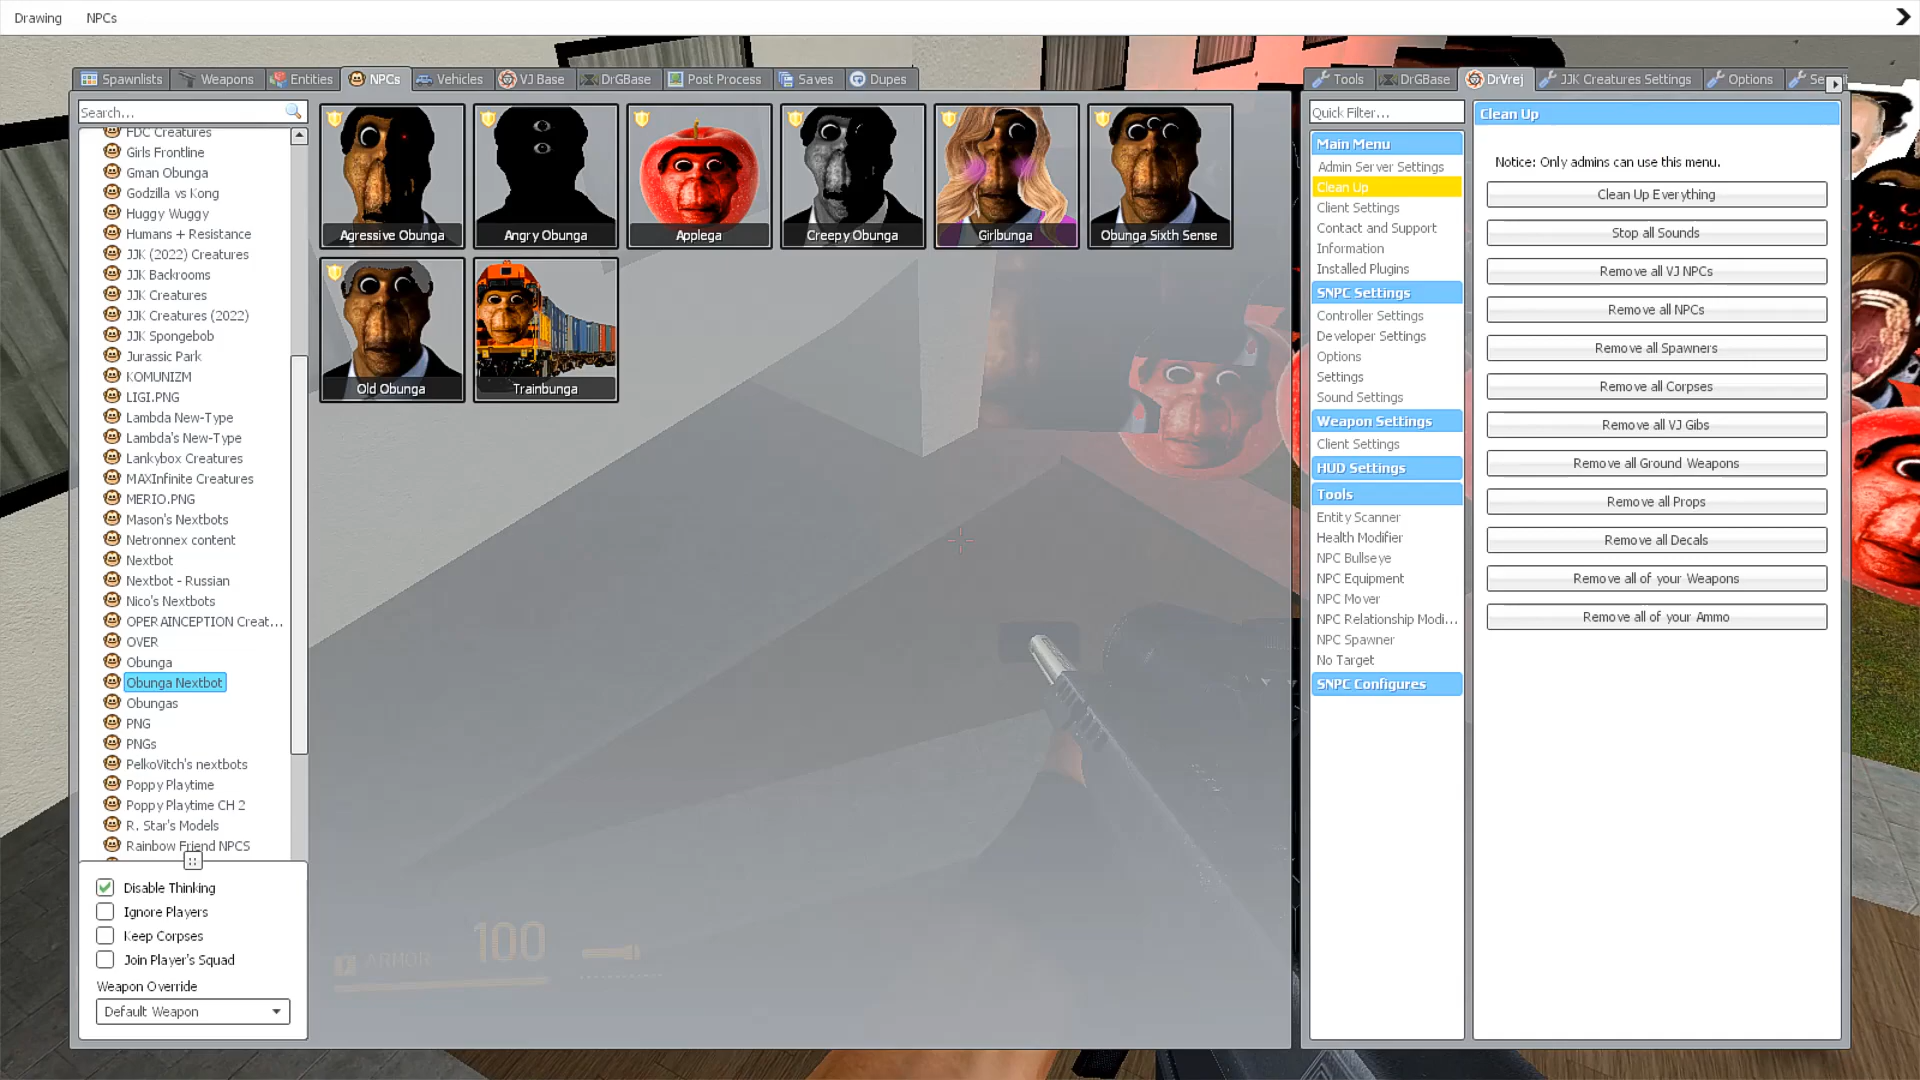 Drawing NPCs
Spawnlists Weapons Entities NPCs Vehicles VJ Base DrGBase Post Process Saves Dupes
Search...
FDC Creatures
Girls Frontline
Gman Obunga
Godzilla vs Kong
Huggy Wuggy
Humans + Resistance
JJK (2022) Creatures
JJK Backrooms
JJK Creatures
JJK Creatures (2022)
JJK Spongebob
Jurassic Park
KOMUNIZM
LIGI.PNG
Lambda New-Type
Lambda's New-Type
Lankybox Creatures
MAXInfinite Creatures
MERIO.PNG
Mason's Nextbots
Netronnex content
Nextbot
Nextbot - Russian
Nico's Nextbots
OPERAINCEPTION Creat...
OVER
Obunga
Obunga Nextbot
Obungas
PNG
PNGs
PelkoVitch's nextbots
Poppy Playtime
Poppy Playtime CH 2
R. Star's Models
Rainbow Friend NPCS
Disable Thinking
Ignore Players
Keep Corpses
Join Player's Squad
Weapon Override
Default Weapon
Agressive Obunga
Angry Obunga
Applega
Creepy Obunga
Girlbunga
Obunga Sixth Sense
Old Obunga
Trainbunga
ARMOR 100
Tools DrGBase DrVrej JJK Creatures Settings Options
Quick Filter...
Main Menu
Admin Server Settings
Clean Up
Client Settings
Contact and Support
Information
Installed Plugins
SNPC Settings
Controller Settings
Developer Settings
Options
Settings
Sound Settings
Weapon Settings
Client Settings
HUD Settings
Tools
Entity Scanner
Health Modifier
NPC Bullseye
NPC Equipment
NPC Mover
NPC Relationship Modi...
NPC Spawner
No Target
SNPC Configures
Clean Up
Notice: Only admins can use this menu.
Clean Up Everything
Stop all Sounds
Remove all VJ NPCs
Remove all NPCs
Remove all Spawners
Remove all Corpses
Remove all VJ Gibs
Remove all Ground Weapons
Remove all Props
Remove all Decals
Remove all of your Weapons
Remove all of your Ammo